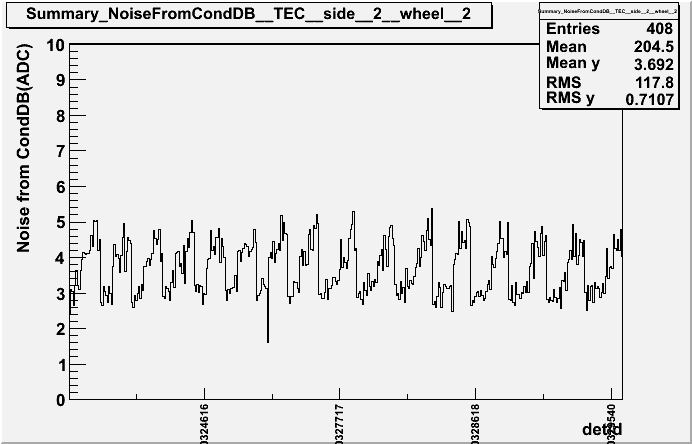 Summary_NoiseFromCondDB__TEC__side__2__wheel__2
Summary_NoiseFromCondDB__TEC__side__2__wheel__2
Entries 408
Mean 204.5
Mean y 3.692
RMS 117.8
RMS y 0.7107
Noise from CondDB(ADC)
10
9
8
7
6
5
4
3
2
1
0
0324616
0327717
0328618
detId